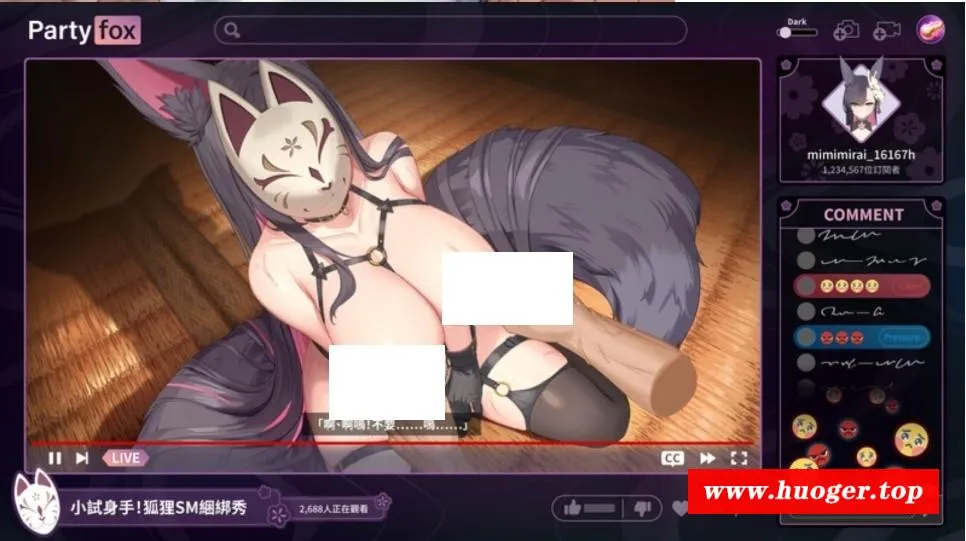 Party fox
Dark
mimimirai_16167h
1,234,567位訂閱者
COMMENT
Pressure
「啊、啊嗚!不要......嗚......」
LIVE
CC
小試身手!狐狸SM綑綁秀
2,688人正在觀看
www.huoger.top